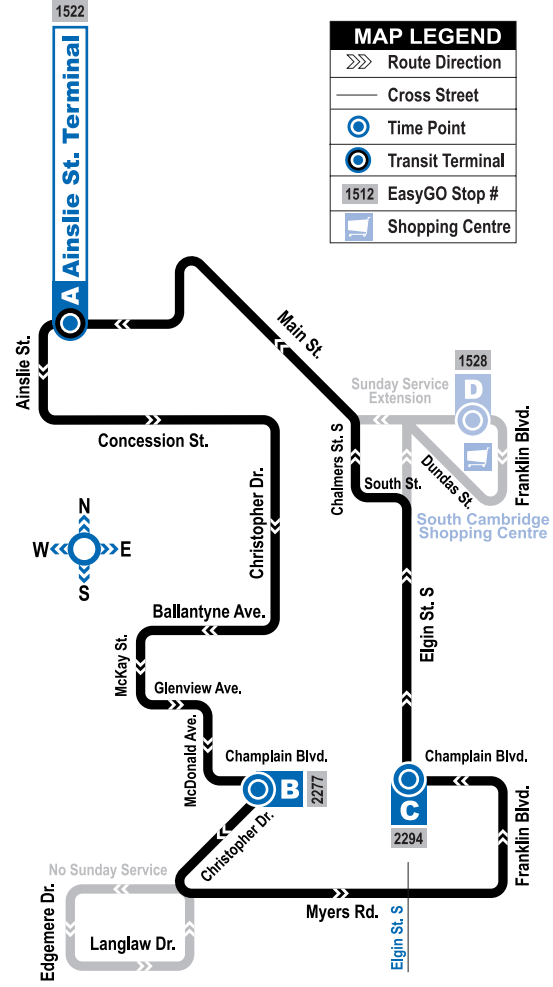 1522
A Ainslie St. Terminal
MAP LEGEND
Route Direction
Cross Street
Time Point
Transit Terminal
1512 EasyGO Stop #
Shopping Centre
Main St.
Ainslie St.
1528
Sunday Service
Extension
D
Franklin Blvd.
Concession St.
Chalmers St. S
South St.
Dundas St.
South Cambridge
Shopping Centre
Christopher Dr.
N
W E
S
Ballantyne Ave.
Elgin St. S
McKay St.
Glenview Ave.
McDonald Ave.
Champlain Blvd.
Champlain Blvd.
B
2277
C
2294
Franklin Blvd.
Christopher Dr.
No Sunday Service
Edgemere Dr.
Langlaw Dr.
Myers Rd.
Elgin St. S